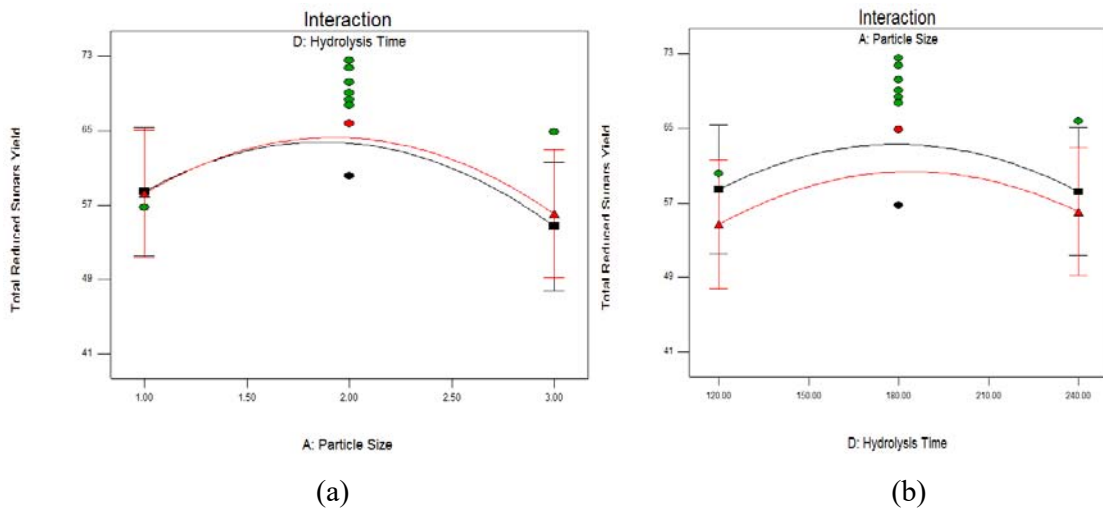 Interaction
D: Hydrolysis Time
73
65
57
49
41
Total Reduced Sugars Yield
1.00
1.50
2.00
2.50
3.00
A: Particle Size
(a)
Interaction
A: Particle Size
73
65
57
49
41
Total Reduced Sugars Yield
120.00
150.00
180.00
210.00
240.00
D: Hydrolysis Time
(b)